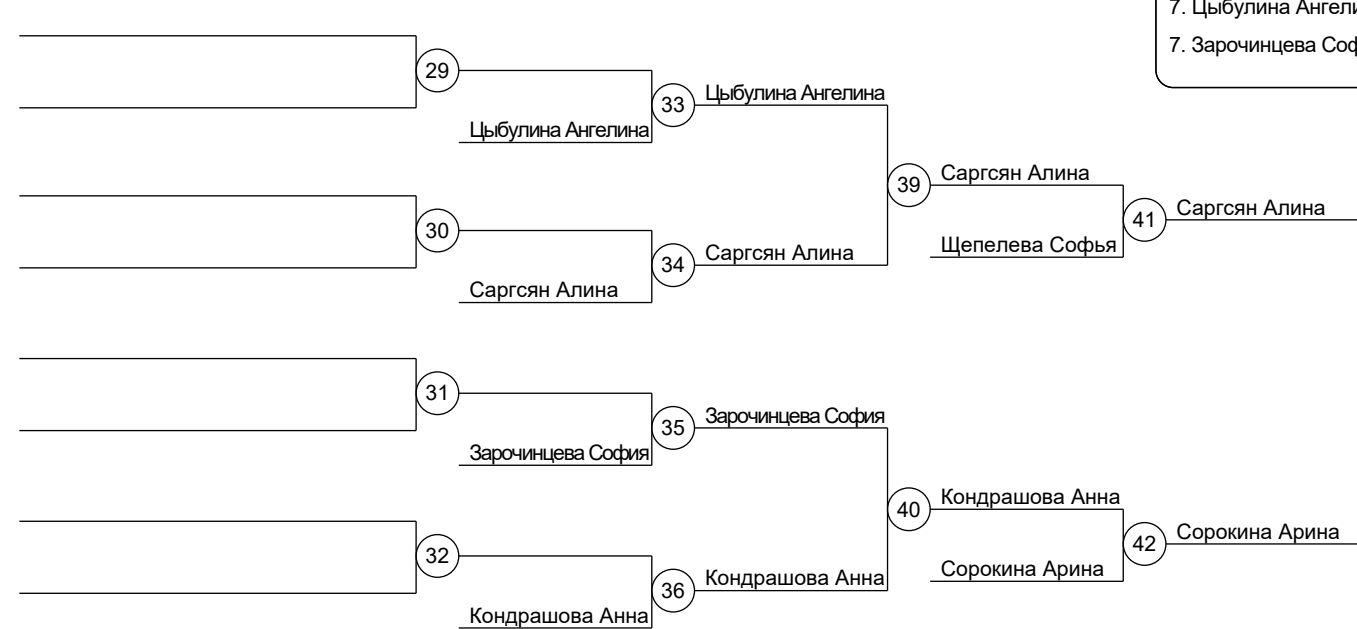 7. Цыбулина
7. Зарочинцева
29
33
Цыбулина Ангелина
Цыбулина Ангелина
39
Саргсян Алина
30
34
Саргсян Алина
Саргсян Алина
41
Саргсян Алина
Щепелева Софья
31
35
Зарочинцева София
Зарочинцева София
40
Кондрашова Анна
32
36
Кондрашова Анна
Кондрашова Анна
42
Сорокина Арина
Сорокина Арина